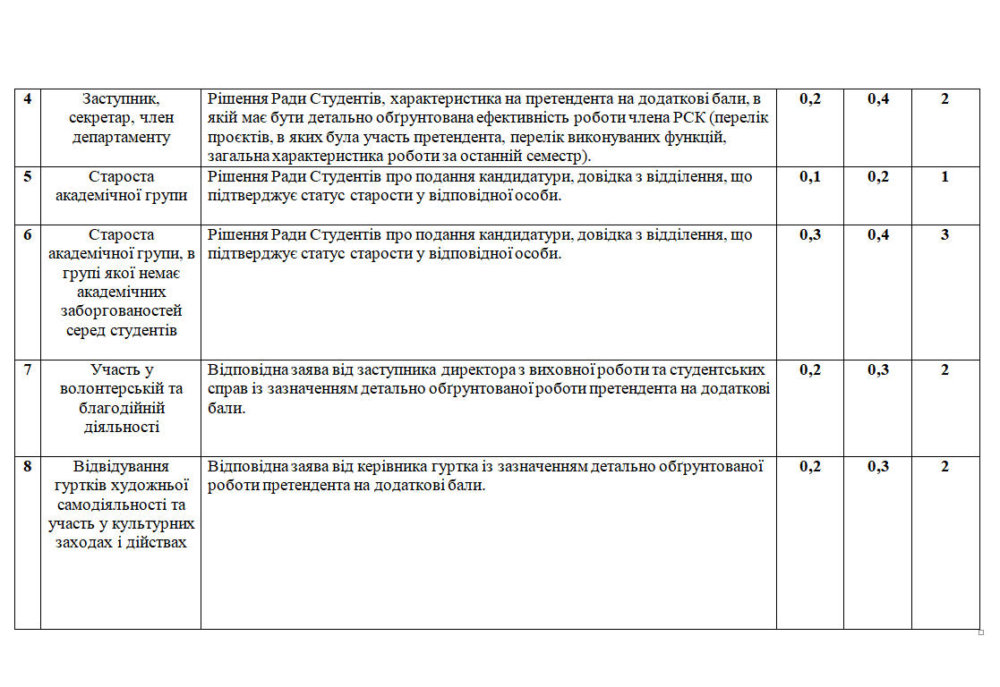 4
Заступник,
секретар, член
департаменту
Рішення Ради Студентів, характеристика на претендента на додаткові бали, в
якій має бути детально обґрунтована ефективність роботи члена РСК (перелік
проєктів, в яких була участь претендента, перелік виконуваних функцій,
загальна характеристика роботи за останній семестр).
0,2
0,4
2
5
Староста
академічної групи
Рішення Ради Студентів про подання кандидатури, довідка з відділення, що
підтверджує статус старости у відповідної особи.
0,1
0,2
1
6
Староста
академічної групи, в
групі якої немає
академічних
заборгованостей
серед студентів
Рішення Ради Студентів про подання кандидатури, довідка з відділення, що
підтверджує статус старости у відповідної особи.
0,3
0,4
3
7
Участь у
волонтерській та
благодійній
діяльності
Відповідна заява від заступника директора з виховної роботи та студентських
справ із зазначенням детально обґрунтованої роботи претендента на додаткові
бали.
0,2
0,3
2
8
Відвідування
гуртків художньої
самодіяльності та
участь у культурних
заходах і дійствах
Відповідна заява від керівника гуртка із зазначенням детально обґрунтованої
роботи претендента на додаткові бали.
0,2
0,3
2